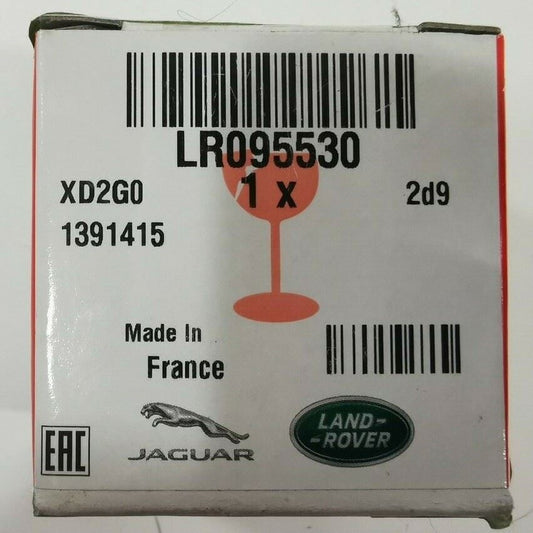 LR095530
XD2G0 1 x 2d9
1391415
Made In
France
EAC
JAGUAR
LAND-
-ROVER